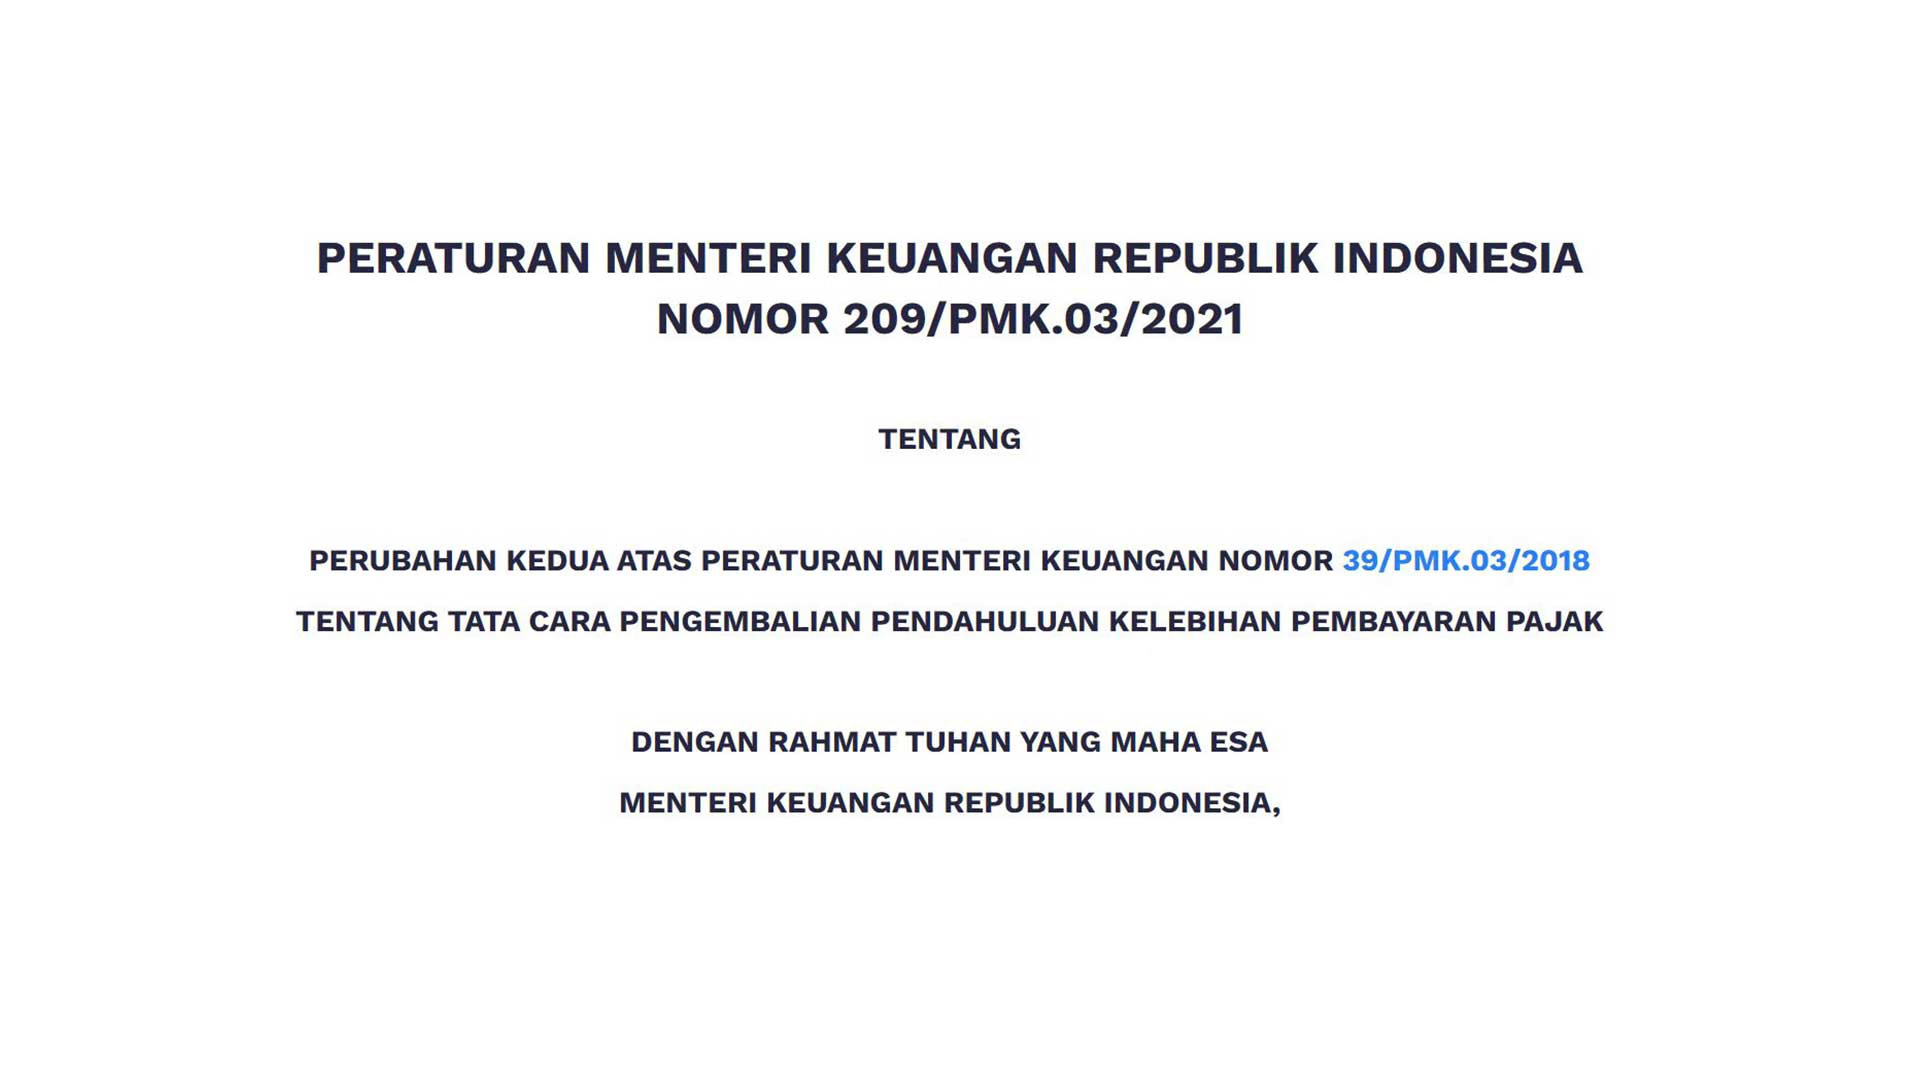 PERATURAN MENTERI KEUANGAN REPUBLIK INDONESIA
NOMOR 209/PMK.03/2021
TENTANG
PERUBAHAN KEDUA ATAS PERATURAN MENTERI KEUANGAN NOMOR 39/PMK.03/2018
TENTANG TATA CARA PENGEMBALIAN PENDAHULUAN KELEBIHAN PEMBAYARAN PAJAK
DENGAN RAHMAT TUHAN YANG MAHA ESA
MENTERI KEUANGAN REPUBLIK INDONESIA,